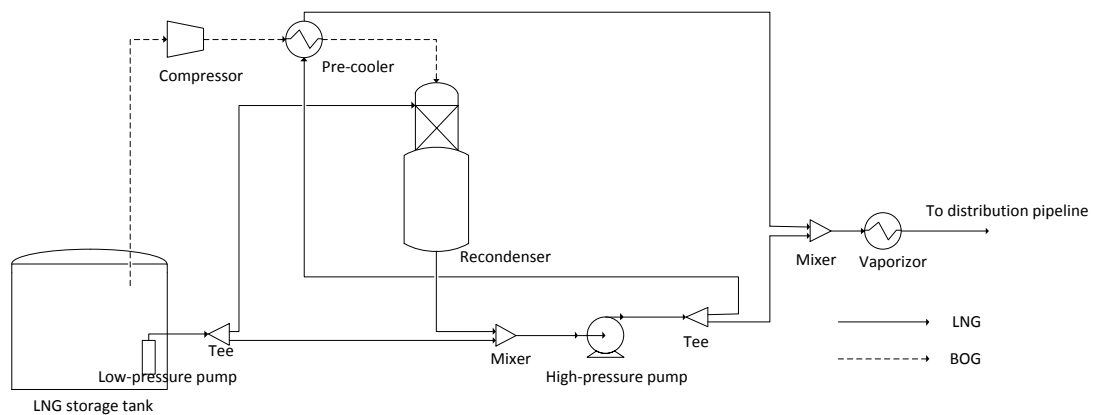 Compressor
Pre-cooler
Recondenser
To distribution pipeline
Mixer
Vaporizor
Tee
Low-pressure pump
LNG storage tank
Mixer
High-pressure pump
Tee
LNG
BOG